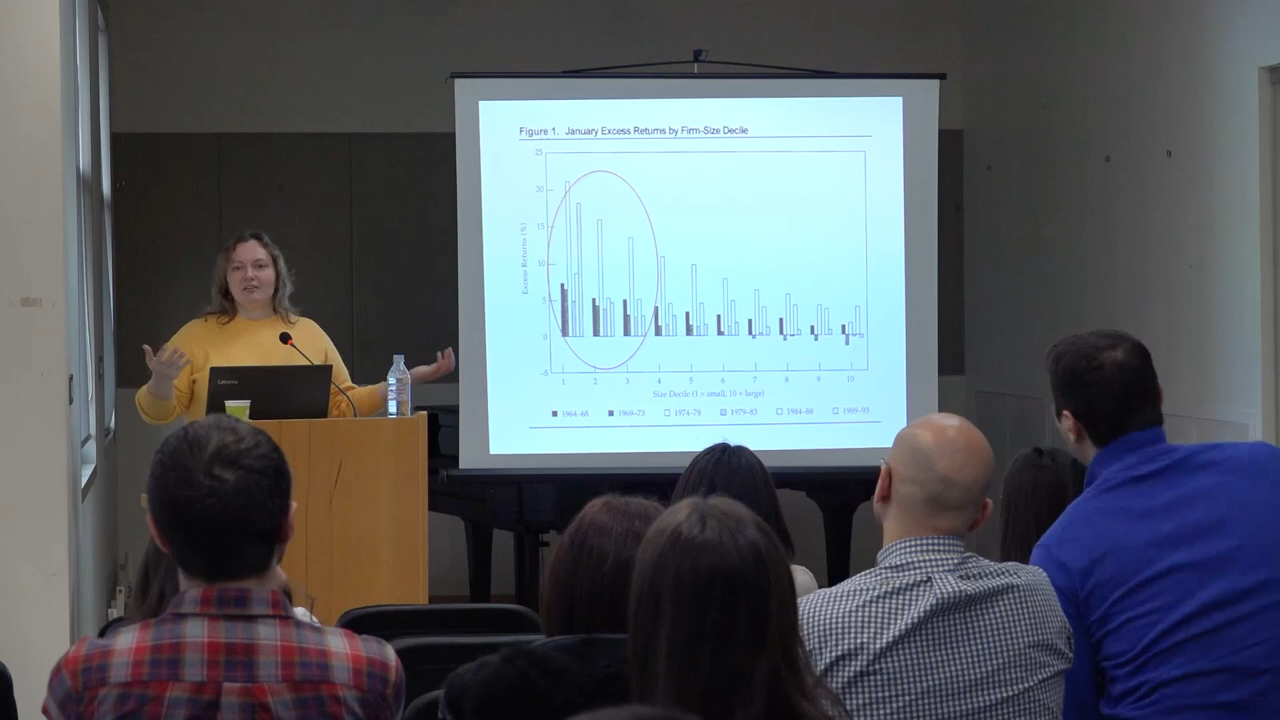 Figure 1. January Excess Returns by Firm-Size Decile
25
20
15
10
5
0
-5
Excess Returns (%)
1 2 3 4 5 6 7 8 9 10
Size Decile (1 = small, 10 = large)
1964-68 1969-73 1974-78 1979-83 1984-88 1989-93
Lenovo